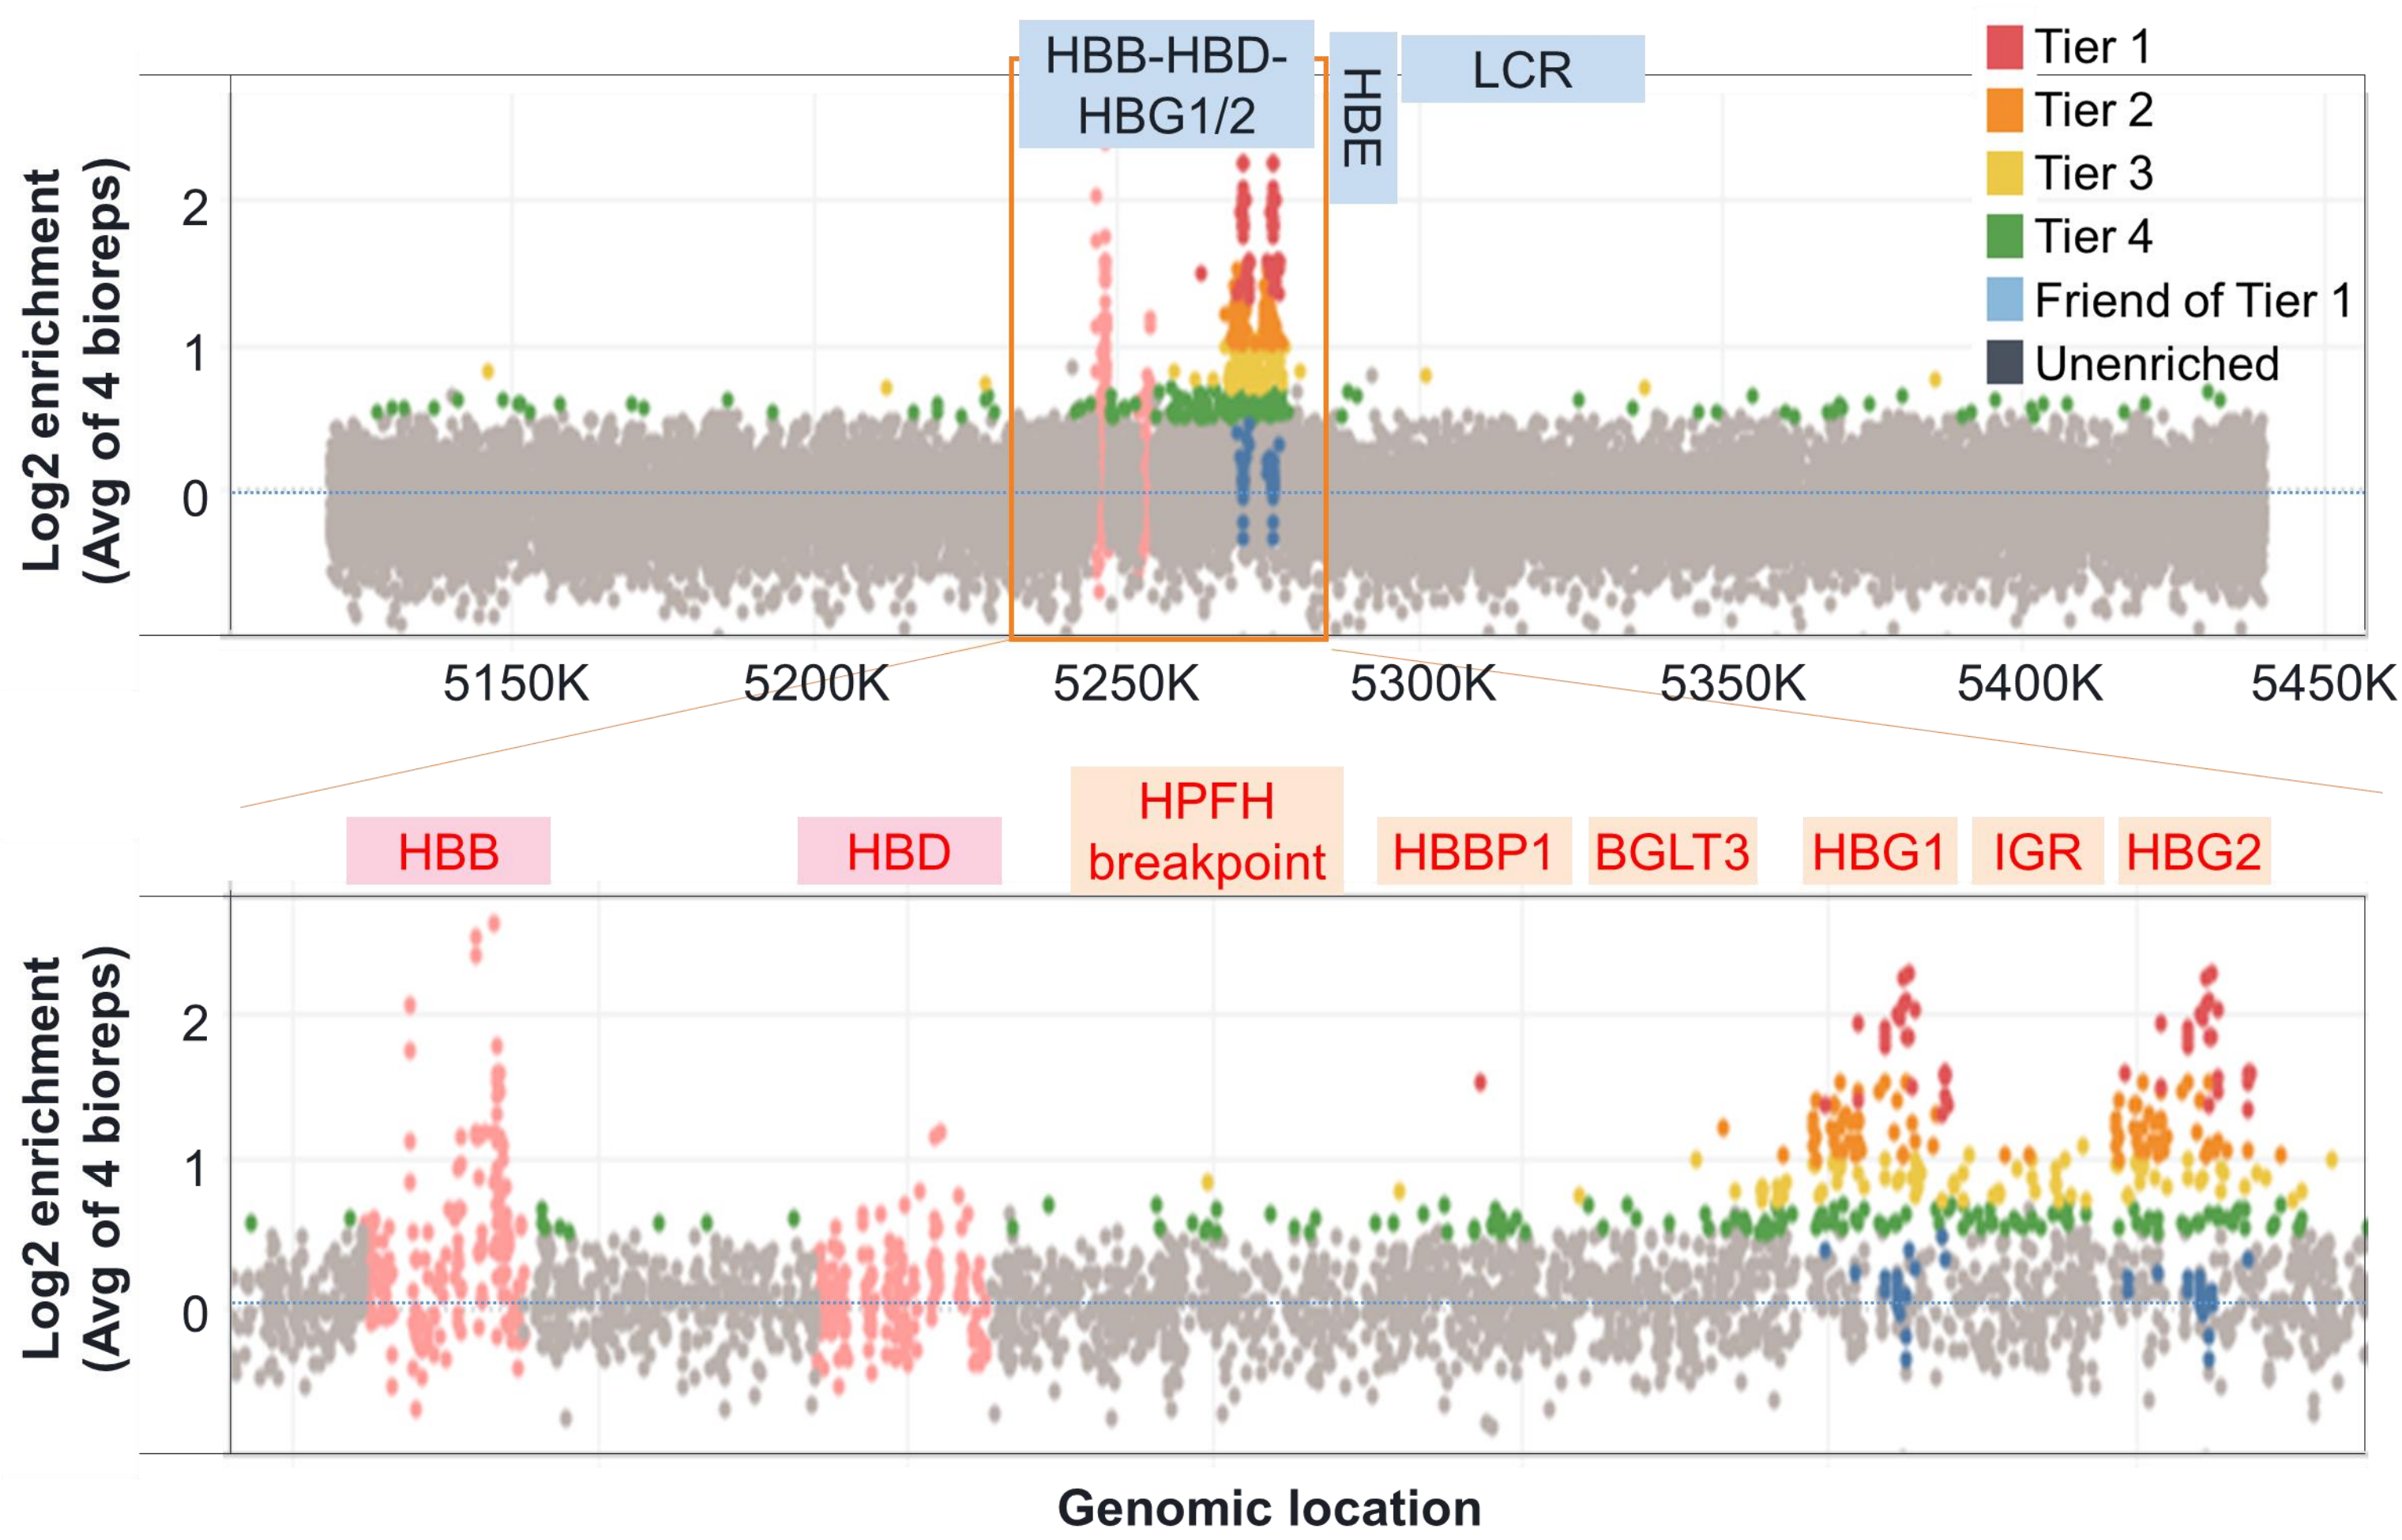 HBB-HBD-
HBG1/2
HBE
LCR
Tier 1
Tier 2
Tier 3
Tier 4
Friend of Tier 1
Unenriched
Log2 enrichment
(Avg of 4 bioreps)
2
1
0
5150K
5200K
5250K
5300K
5350K
5400K
5450K
HBB
HBD
HPFH
breakpoint
HBBP1
BGLT3
HBG1
IGR
HBG2
Log2 enrichment
(Avg of 4 bioreps)
2
1
0
Genomic location